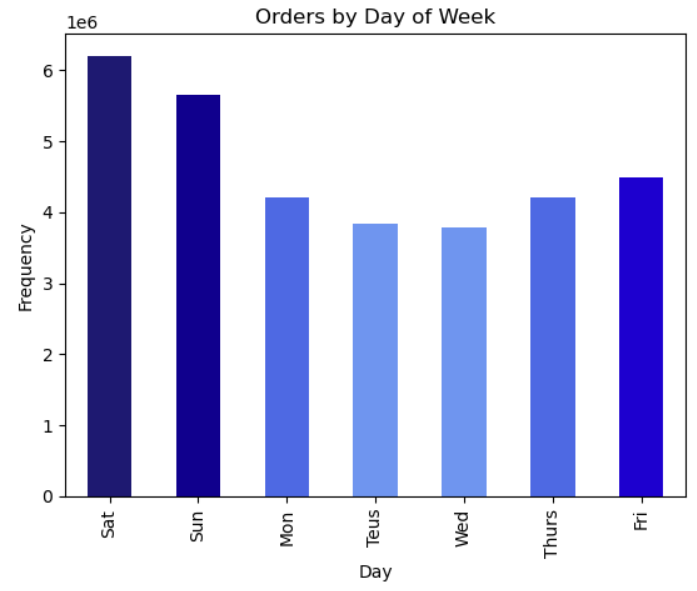 Orders by Day of Week
1e6
6
5
4
3
2
1
0
Frequency
Sat
Sun
Mon
Teus
Wed
Thurs
Fri
Day